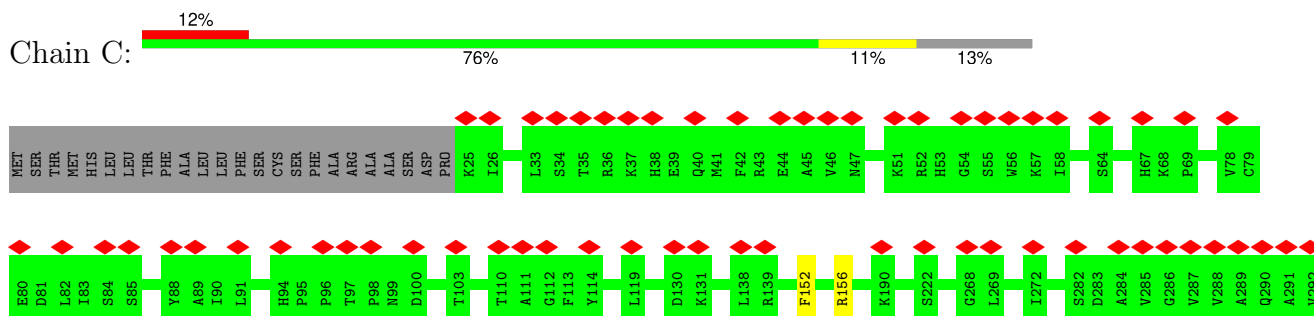 12%
Chain C:
76% 11% 13%
MET SER THR MET HIS LEU LEU THR PHE ALA LEU LEU PHE SER CYS SER PHE ALA ARG ALA ALA SER ASP PRO K25 I26 L33 S34 T35 R36 K37 H38 E39 Q40 M41 F42 R43 E44 A45 V46 N47 K51 R52 H53 G54 S55 W56 K57 I58 S64 H67 K68 P69 V78 C79
E80 D81 L82 I83 S84 S85 Y88 A89 I90 L91 H94 P95 P96 T97 P98 N99 D100 T103 T110 A111 G112 F113 Y114 L119 D130 K131 L138 R139 F152 R156 K190 S222 G268 L269 I272 S282 D283 A284 V285 G286 V287 V288 A289 Q290 A291